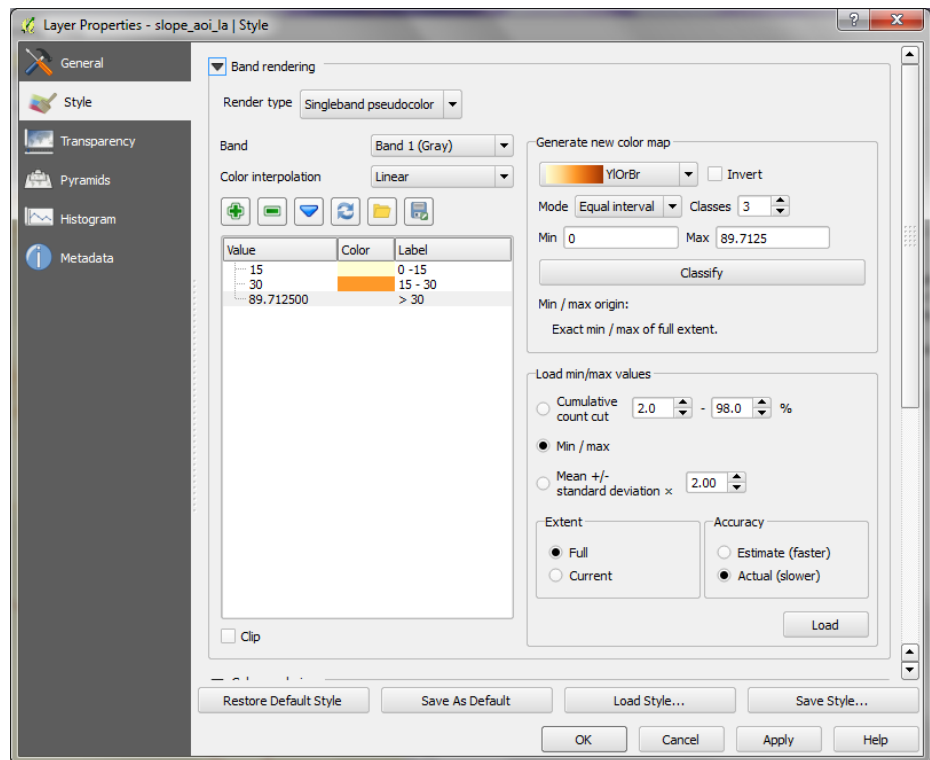 Layer Properties - slope_aoi_la | Style
?
X
General
Style
Transparency
Pyramids
Histogram
Metadata
Band rendering
Render type Singleband pseudocolor
Band Band 1 (Gray)
Color interpolation Linear
Value Color Label
15 0 -15
30 15 - 30
89.712500 > 30
Clip
Generate new color map
YlOrBr Invert
Mode Equal interval Classes 3
Min 0 Max 89.7125
Classify
Min / max origin:
Exact min / max of full extent.
Load min/max values
Cumulative
count cut 2.0 - 98.0 %
Min / max
Mean +/-
standard deviation × 2.00
Extent
Full
Current
Accuracy
Estimate (faster)
Actual (slower)
Load
Restore Default Style Save As Default Load Style... Save Style...
OK Cancel Apply Help